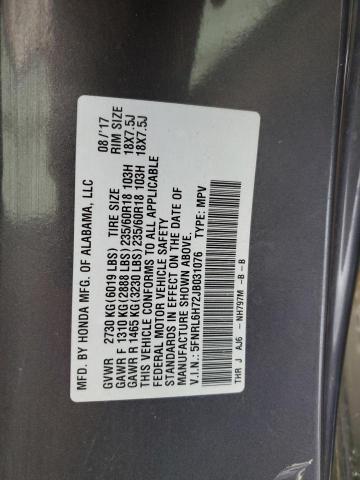 MFD. BY HONDA MFG. OF ALABAMA, LLC 08/'17
GVWR 2730 KG(6019 LBS) TIRE SIZE RIM SIZE
GAWR F 1310 KG(2888 LBS) 235/60R18 103H 18X7.5J
GAWR R 1465 KG(3230 LBS) 235/60R18 103H 18X7.5J
THIS VEHICLE CONFORMS TO ALL APPLICABLE
FEDERAL MOTOR VEHICLE SAFETY
STANDARDS IN EFFECT ON THE DATE OF
MANUFACTURE SHOWN ABOVE.
V.I.N.: 5FNRL6H72JB031076 TYPE: MPV
THR J AJ6 - NH797M -B -B